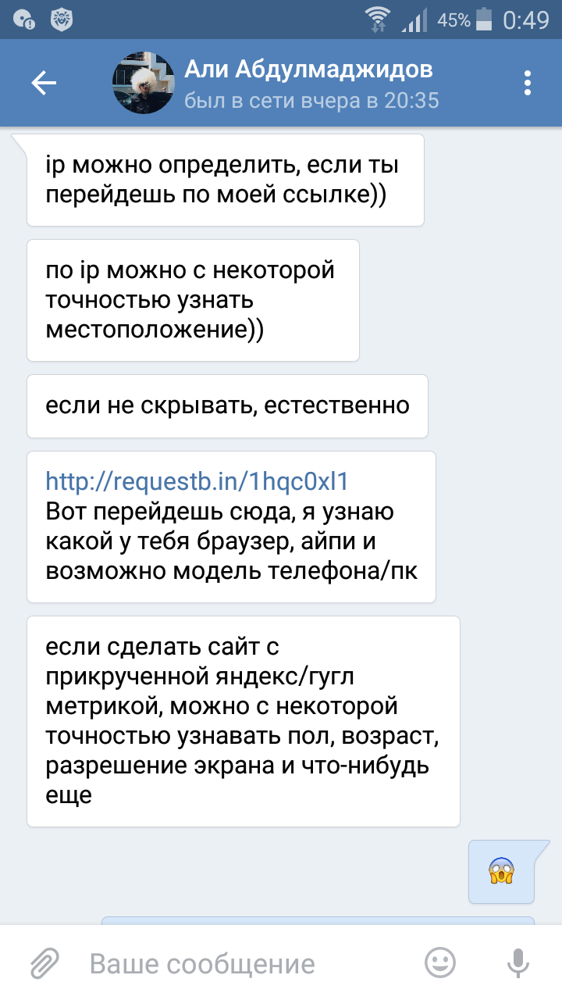 45% 0:49
Али Абдулмаджидов
был в сети вчера в 20:35
ip можно определить, если ты
перейдешь по моей ссылке))
по ip можно с некоторой
точностью узнать
местоположение))
если не скрывать, естественно
http://requestb.in/1hqc0xl1
Вот перейдешь сюда, я узнаю
какой у тебя браузер, айпи и
возможно модель телефона/пк
если сделать сайт с
прикрученной яндекс/гугл
метрикой, можно с некоторой
точностью узнавать пол, возраст,
разрешение экрана и что-нибудь
еще
Ваше сообщение